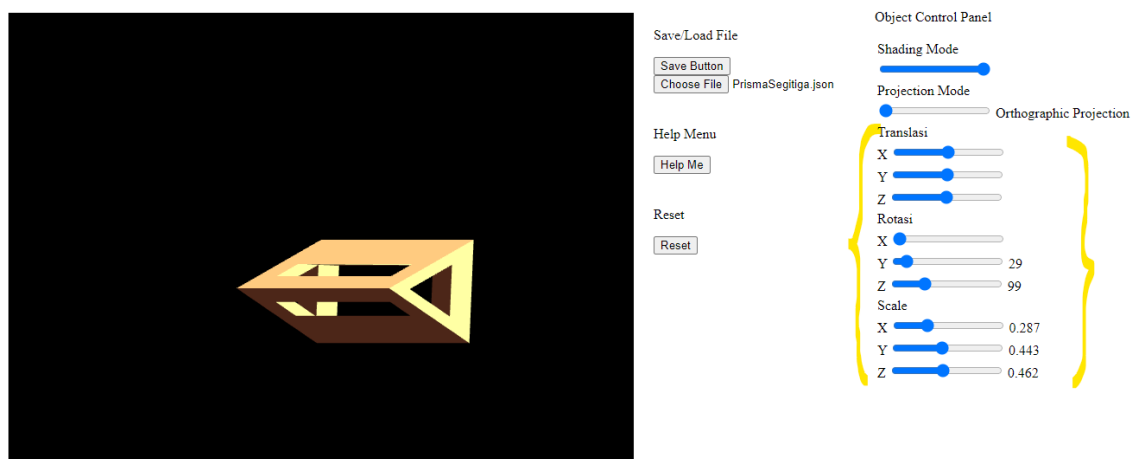 Save/Load File
Save Button
Choose File PrismaSegitiga.json
Help Menu
Help Me
Reset
Reset
Object Control Panel
Shading Mode
Projection Mode
Orthographic Projection
Translasi
X
Y
Z
Rotasi
X
Y 29
Z 99
Scale
X 0.287
Y 0.443
Z 0.462